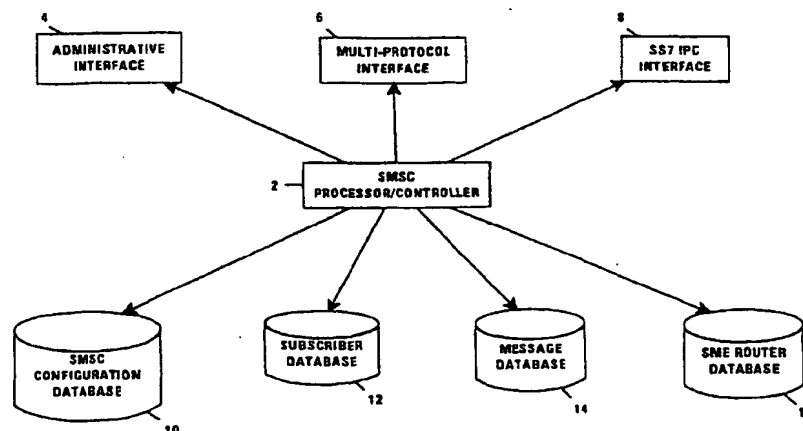 4
6
8
ADMINISTRATIVE
INTERFACE
MULTI-PROTOCOL
INTERFACE
SS7 IPC
INTERFACE
2
SMSC
PROCESSOR/CONTROLLER
SMSC
CONFIGURATION
DATABASE
SUBSCRIBER
DATABASE
MESSAGE
DATABASE
SME ROUTER
DATABASE
10
12
14